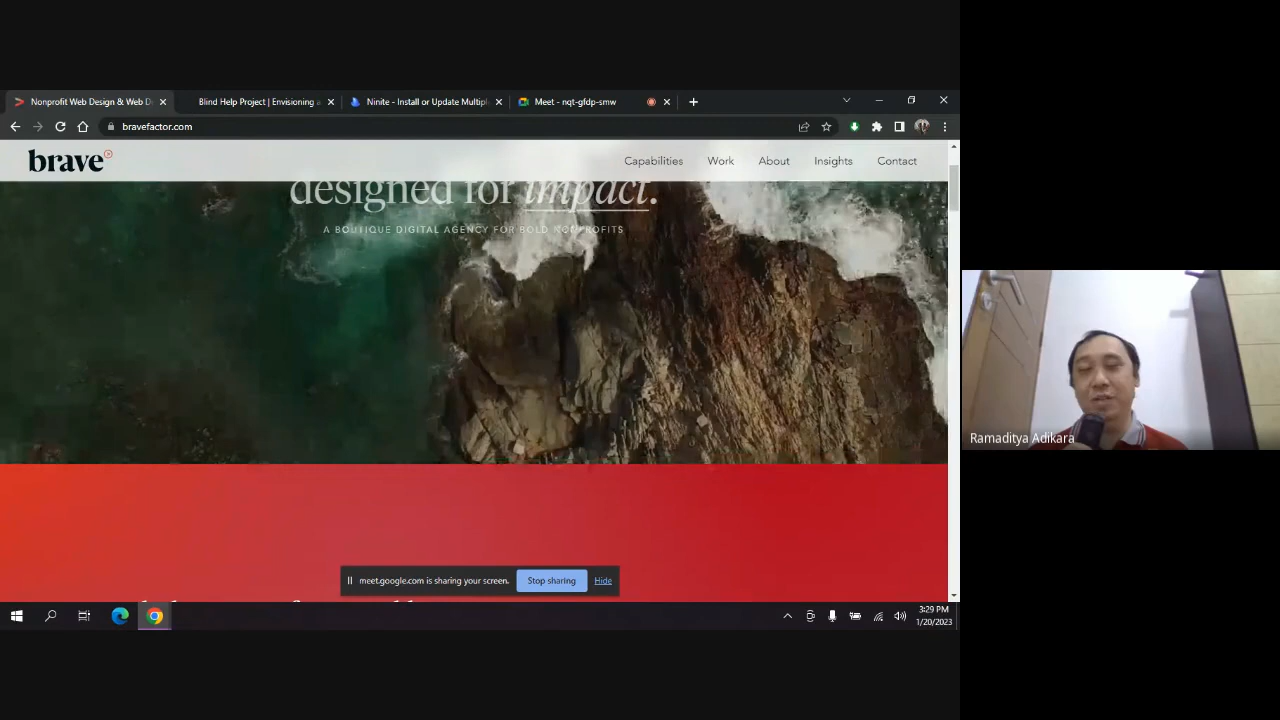 Nonprofit Web Design & Web D
Blind Help Project | Envisioning a
Ninite - Install or Update Multipl
Meet - nqt-gfdp-smw
bravefactor.com
brave
Capabilities
Work
About
Insights
Contact
designed for impact.
A BOUTIQUE DIGITAL AGENCY FOR BOLD NONPROFITS
Ramaditya Adikara
meet.google.com is sharing your screen.
Stop sharing
Hide
3:29 PM
1/20/2023